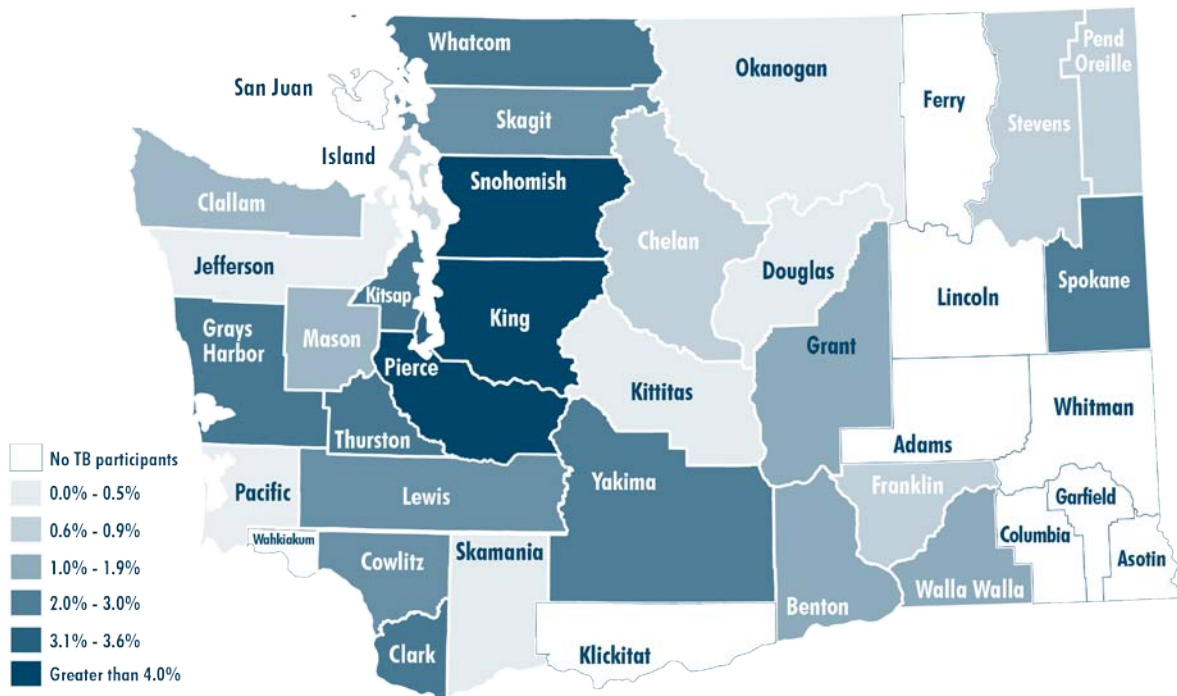 Whatcom
San Juan
Skagit
Island
Okanogan
Ferry
Pend
Oreille
Stevens
Snohomish
Clallam
Chelan
Jefferson
Douglas
Kitsap
King
Lincoln
Spokane
Grays
Harbor
Mason
Pierce
Grant
Kittitas
Whitman
Thurston
Adams
Yakima
Pacific
Lewis
Franklin
Garfield
Wahkiakum
Columbia
Cowlitz
Skamania
Asotin
Benton
Walla Walla
Clark
Klickitat
No TB participants
0.0% - 0.5%
0.6% - 0.9%
1.0% - 1.9%
2.0% - 3.0%
3.1% - 3.6%
Greater than 4.0%